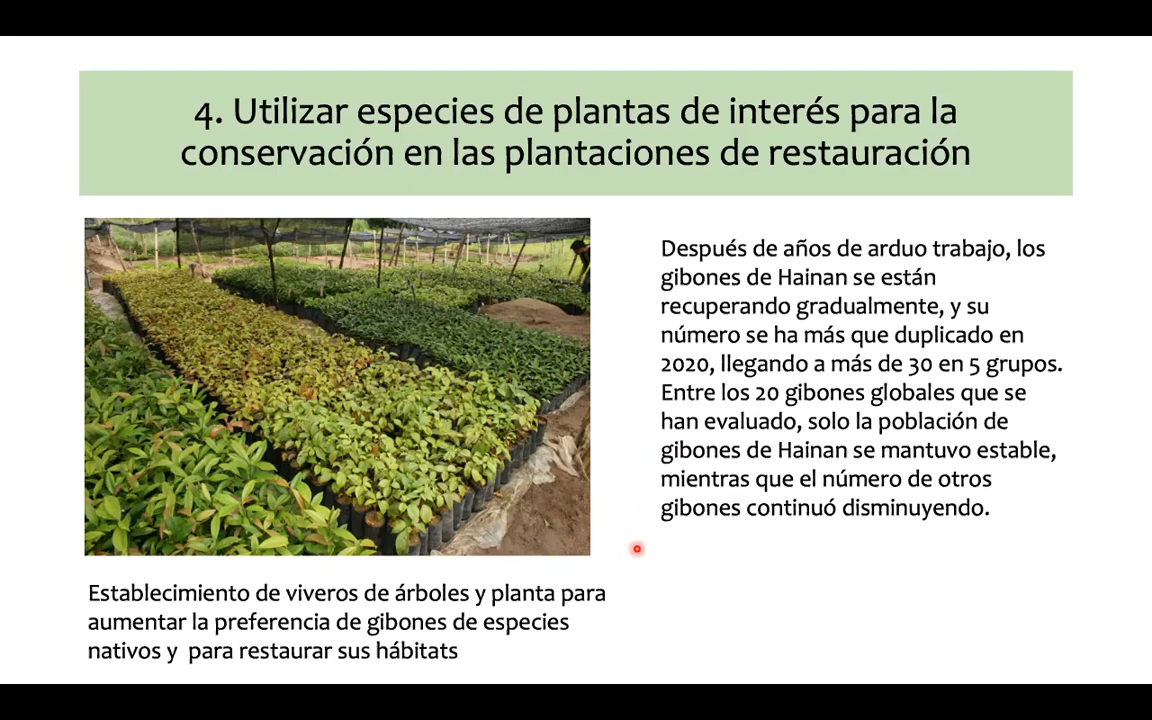 4. Utilizar especies de plantas de interés para la
conservación en las plantaciones de restauración
Después de años de arduo trabajo, los
gibones de Hainan se están
recuperando gradualmente, y su
número se ha más que duplicado en
2020, llegando a más de 30 en 5 grupos.
Entre los 20 gibones globales que se
han evaluado, solo la población de
gibones de Hainan se mantuvo estable,
mientras que el número de otros
gibones continuó disminuyendo.
Establecimiento de viveros de árboles y planta para
aumentar la preferencia de gibones de especies
nativos y  para restaurar sus hábitats